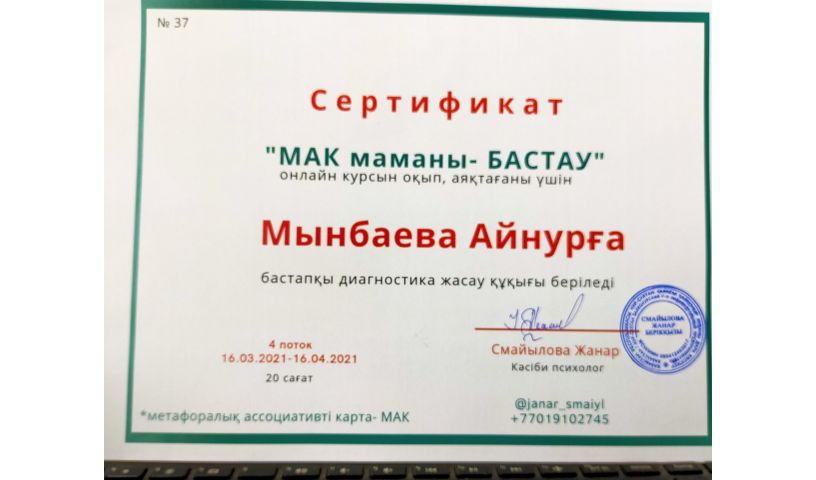 № 37
Сертификат
"МАК маманы- БАСТАУ"
онлайн курсын оқып, аяқтағаны үшін
Мынбаева Айнурға
бастапқы диагностика жасау құқығы беріледі
4 поток
16.03.2021-16.04.2021
20 сағат
Смайылова Жанар
Кәсіби психолог
СМАЙЫЛОВА
ЖАНАР
БЕРІКҚЫЗЫ
@janar_smaiyl
+77019102745
*метафоралық ассоциативті карта- МАК